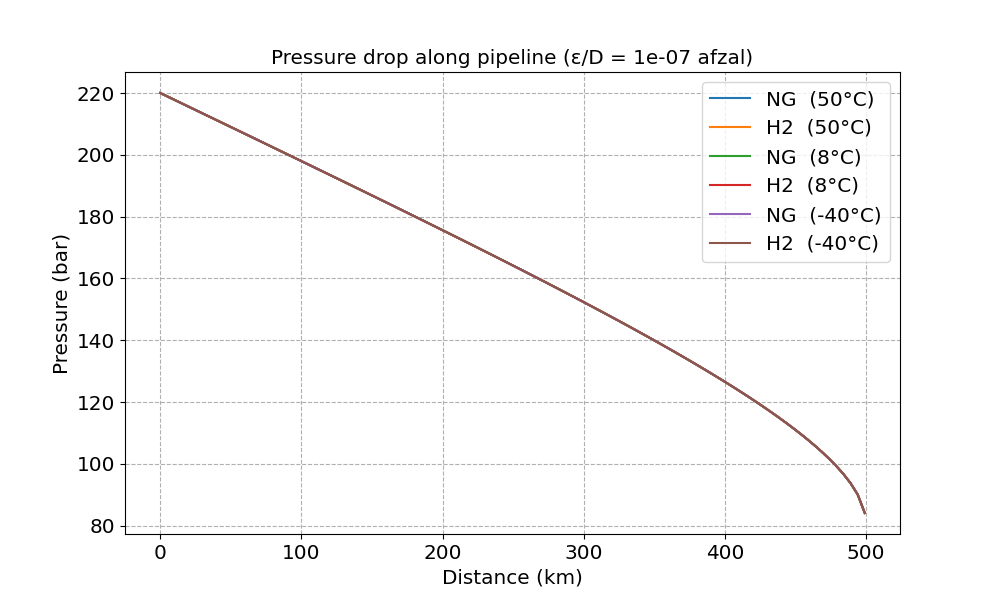 Pressure drop along pipeline (ε/D = 1e-07 afzal)
220
200
180
160
140
120
100
80
Pressure (bar)
NG (50°C)
H2 (50°C)
NG (8°C)
H2 (8°C)
NG (-40°C)
H2 (-40°C)
0 100 200 300 400 500
Distance (km)